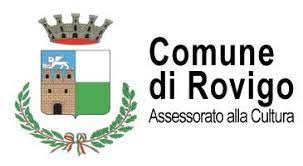 Comune
di Rovigo
Assessorato alla Cultura